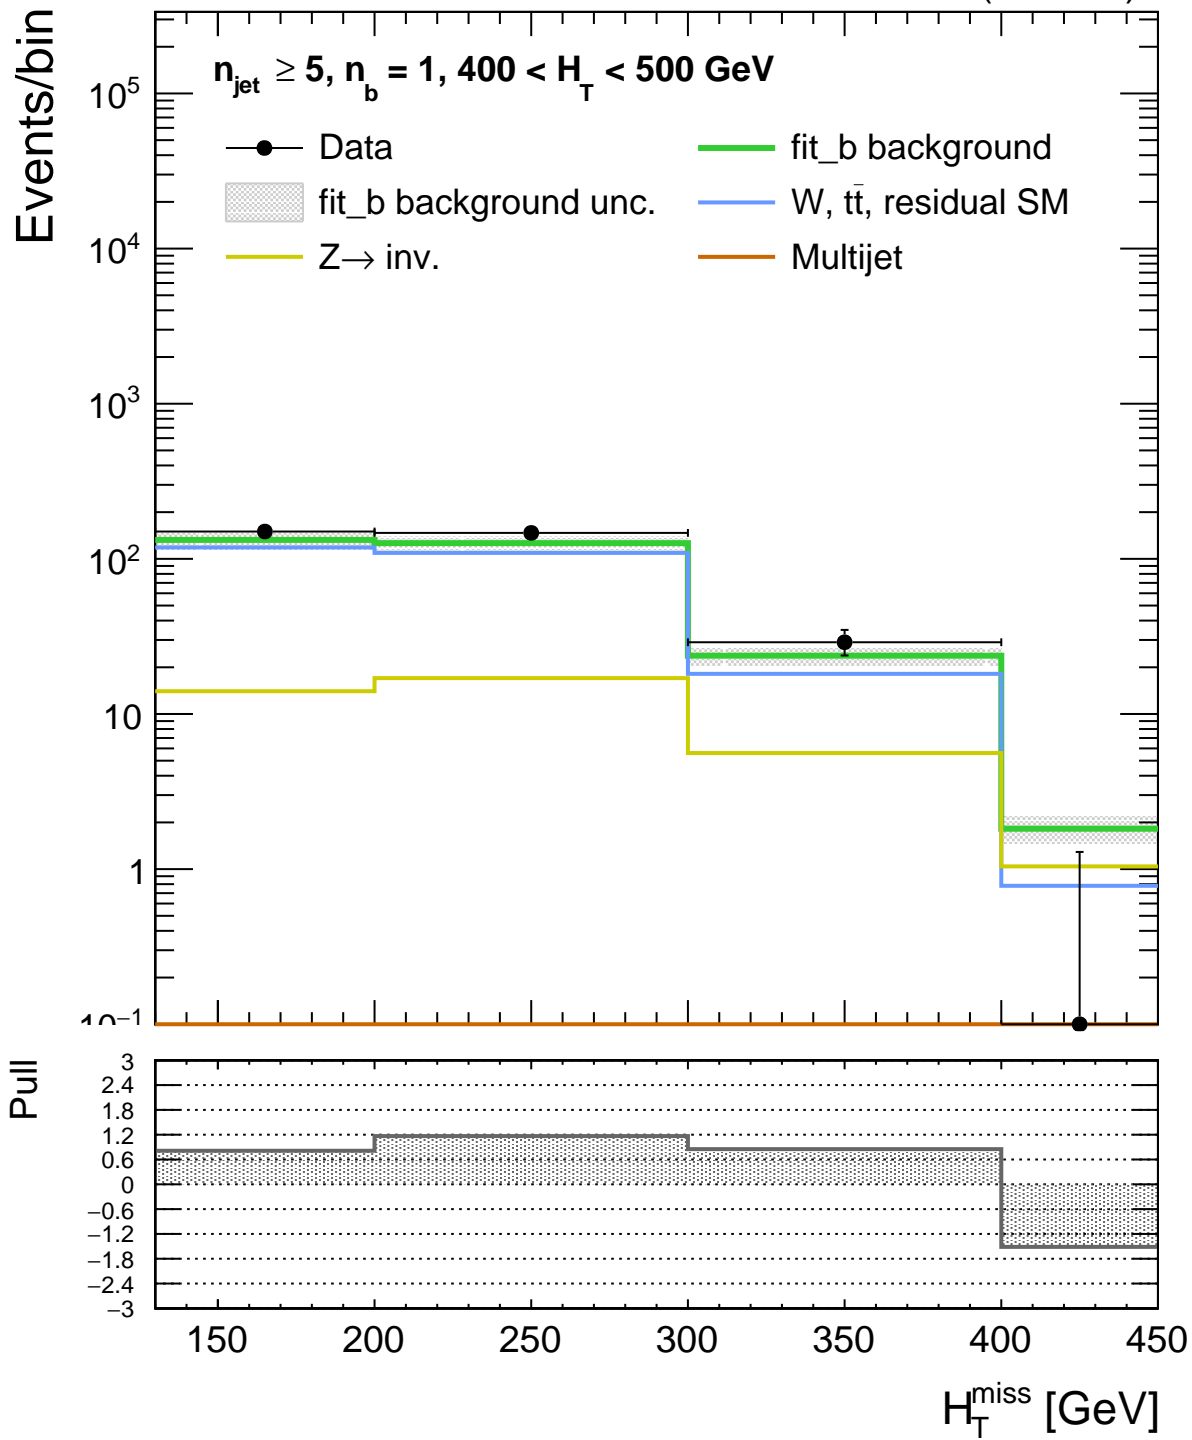 n_jet ≥ 5, n_b = 1, 400 < H_T < 500 GeV
Data
fit_b background
fit_b background unc.
W, tt̄, residual SM
Z→ inv.
Multijet
Events/bin
10^5
10^4
10^3
10^2
10
1
10^−1
Pull
3
2.4
1.8
1.2
0.6
0
−0.6
−1.2
−1.8
−2.4
−3
150 200 250 300 350 400 450
H_T^miss [GeV]